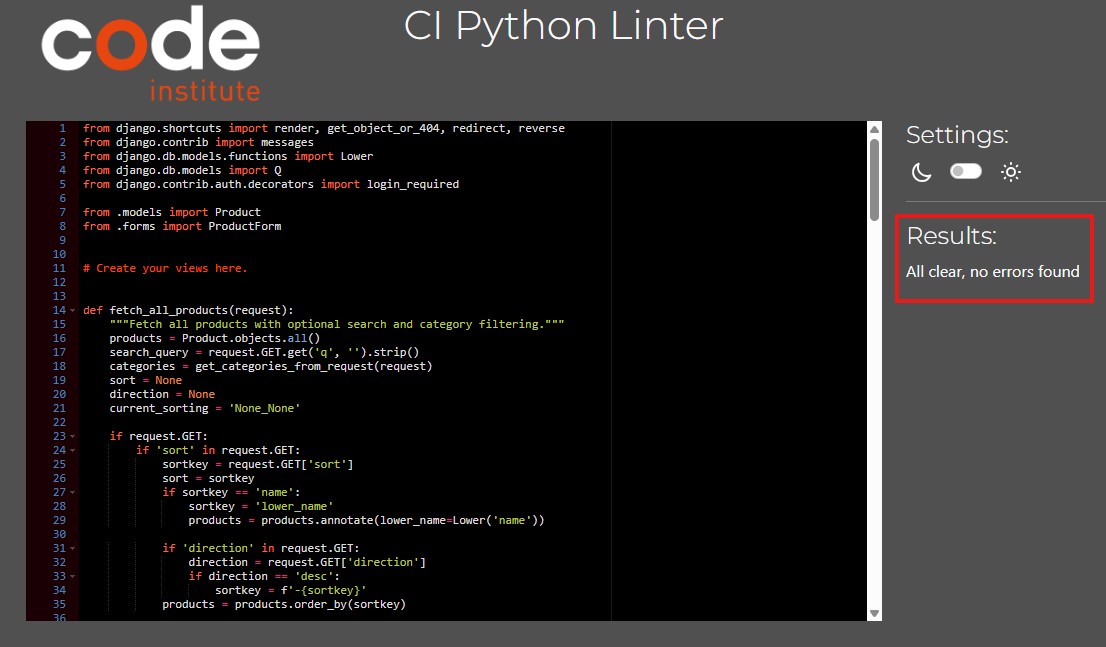 code
institute
CI Python Linter
1 from django.shortcuts import render, get_object_or_404, redirect, reverse
2 from django.contrib import messages
3 from django.db.models.functions import Lower
4 from django.db.models import Q
5 from django.contrib.auth.decorators import login_required
6
7 from .models import Product
8 from .forms import ProductForm
9
10
11 # Create your views here.
12
13
14 def fetch_all_products(request):
15     """Fetch all products with optional search and category filtering."""
16     products = Product.objects.all()
17     search_query = request.GET.get('q', '').strip()
18     categories = get_categories_from_request(request)
19     sort = None
20     direction = None
21     current_sorting = 'None_None'
22
23     if request.GET:
24         if 'sort' in request.GET:
25             sortkey = request.GET['sort']
26             sort = sortkey
27             if sortkey == 'name':
28                 sortkey = 'lower_name'
29                 products = products.annotate(lower_name=Lower('name'))
30
31             if 'direction' in request.GET:
32                 direction = request.GET['direction']
33                 if direction == 'desc':
34                     sortkey = f'-{sortkey}'
35             products = products.order_by(sortkey)
36
Settings:
Results:
All clear, no errors found